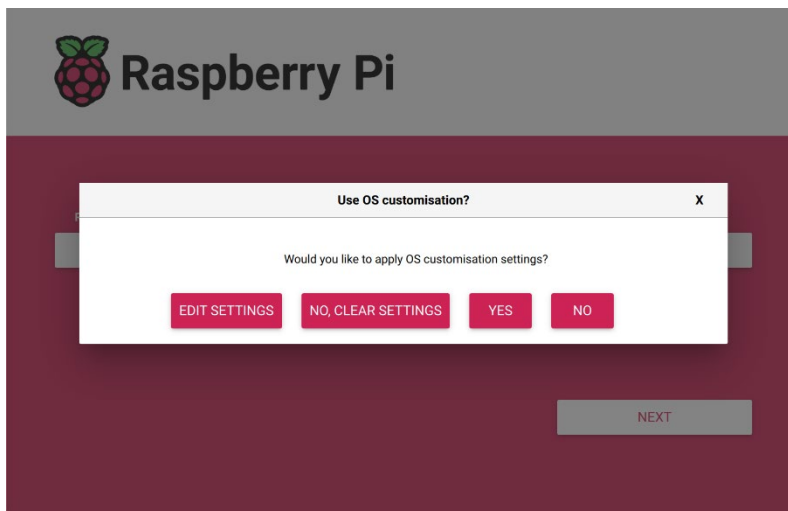 Raspberry Pi
Use OS customisation?
X
Would you like to apply OS customisation settings?
EDIT SETTINGS
NO, CLEAR SETTINGS
YES
NO
NEXT